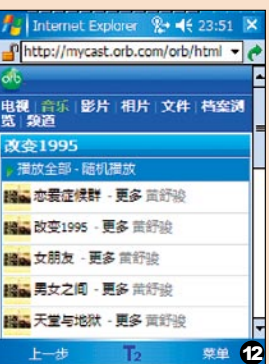 Internet Explorer 23:51
http://mycast.orb.com/orb/html
orb
电视 | 音乐 | 影片 | 相片 | 文件 | 档案浏
览 | 频道
改变1995
播放全部 - 随机播放
恋爱症候群 - 更多 黄舒骏
改变1995 - 更多 黄舒骏
女朋友 - 更多 黄舒骏
男女之间 - 更多 黄舒骏
天堂与地狱 - 更多 黄舒骏
上一步 T2 菜单
12